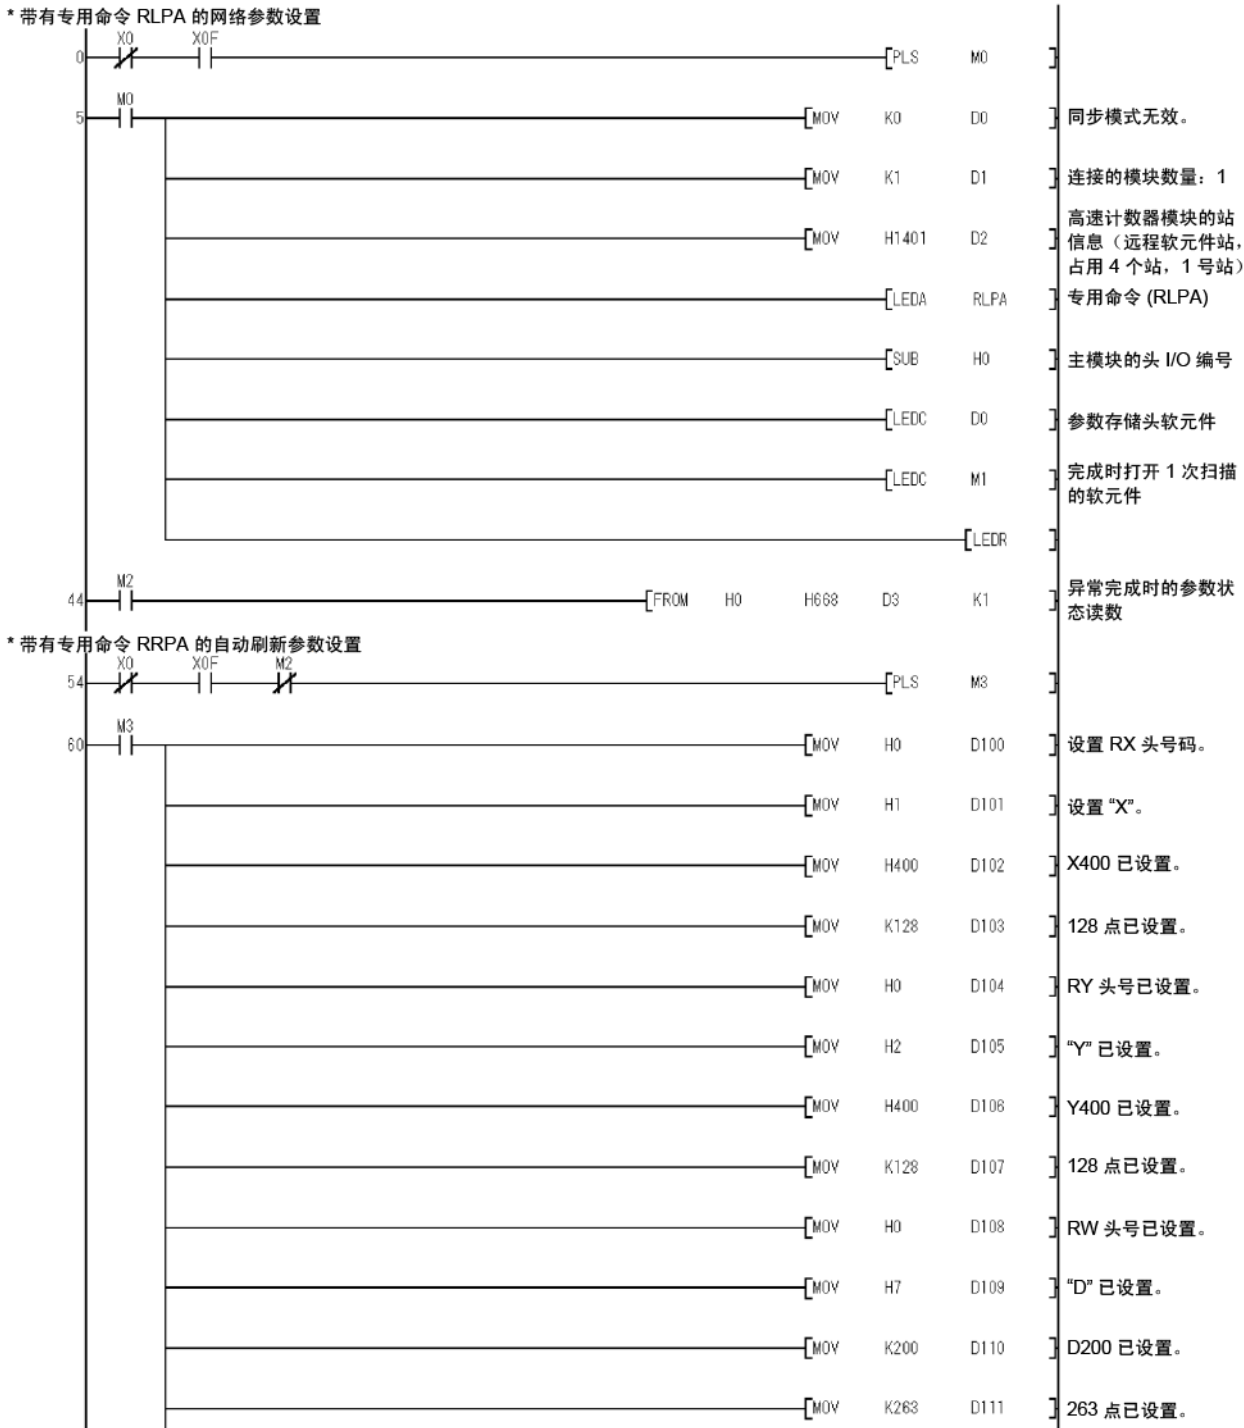 * 带有专用命令 RLPA 的网络参数设置
X0 X0F
0 PLS M0
M0
5 MOV K0 D0 同步模式无效。
MOV K1 D1 连接的模块数量：1
MOV H1401 D2 高速计数器模块的站
信息（远程软元件站，
占用 4 个站，1 号站）
LEDA RLPA 专用命令 (RLPA)
SUB H0 主模块的头 I/O 编号
LEDC D0 参数存储头软元件
LEDC M1 完成时打开 1 次扫描
的软元件
LEDR
M2
44 FROM H0 H668 D3 K1 异常完成时的参数状
态读数
* 带有专用命令 RRPA 的自动刷新参数设置
X0 X0F M2
54 PLS M3
M3
60 MOV H0 D100 设置 RX 头号码。
MOV H1 D101 设置 “X”。
MOV H400 D102 X400 已设置。
MOV K128 D103 128 点已设置。
MOV H0 D104 RY 头号已设置。
MOV H2 D105 “Y” 已设置。
MOV H400 D106 Y400 已设置。
MOV K128 D107 128 点已设置。
MOV H0 D108 RW 头号已设置。
MOV H7 D109 “D” 已设置。
MOV K200 D110 D200 已设置。
MOV K263 D111 263 点已设置。